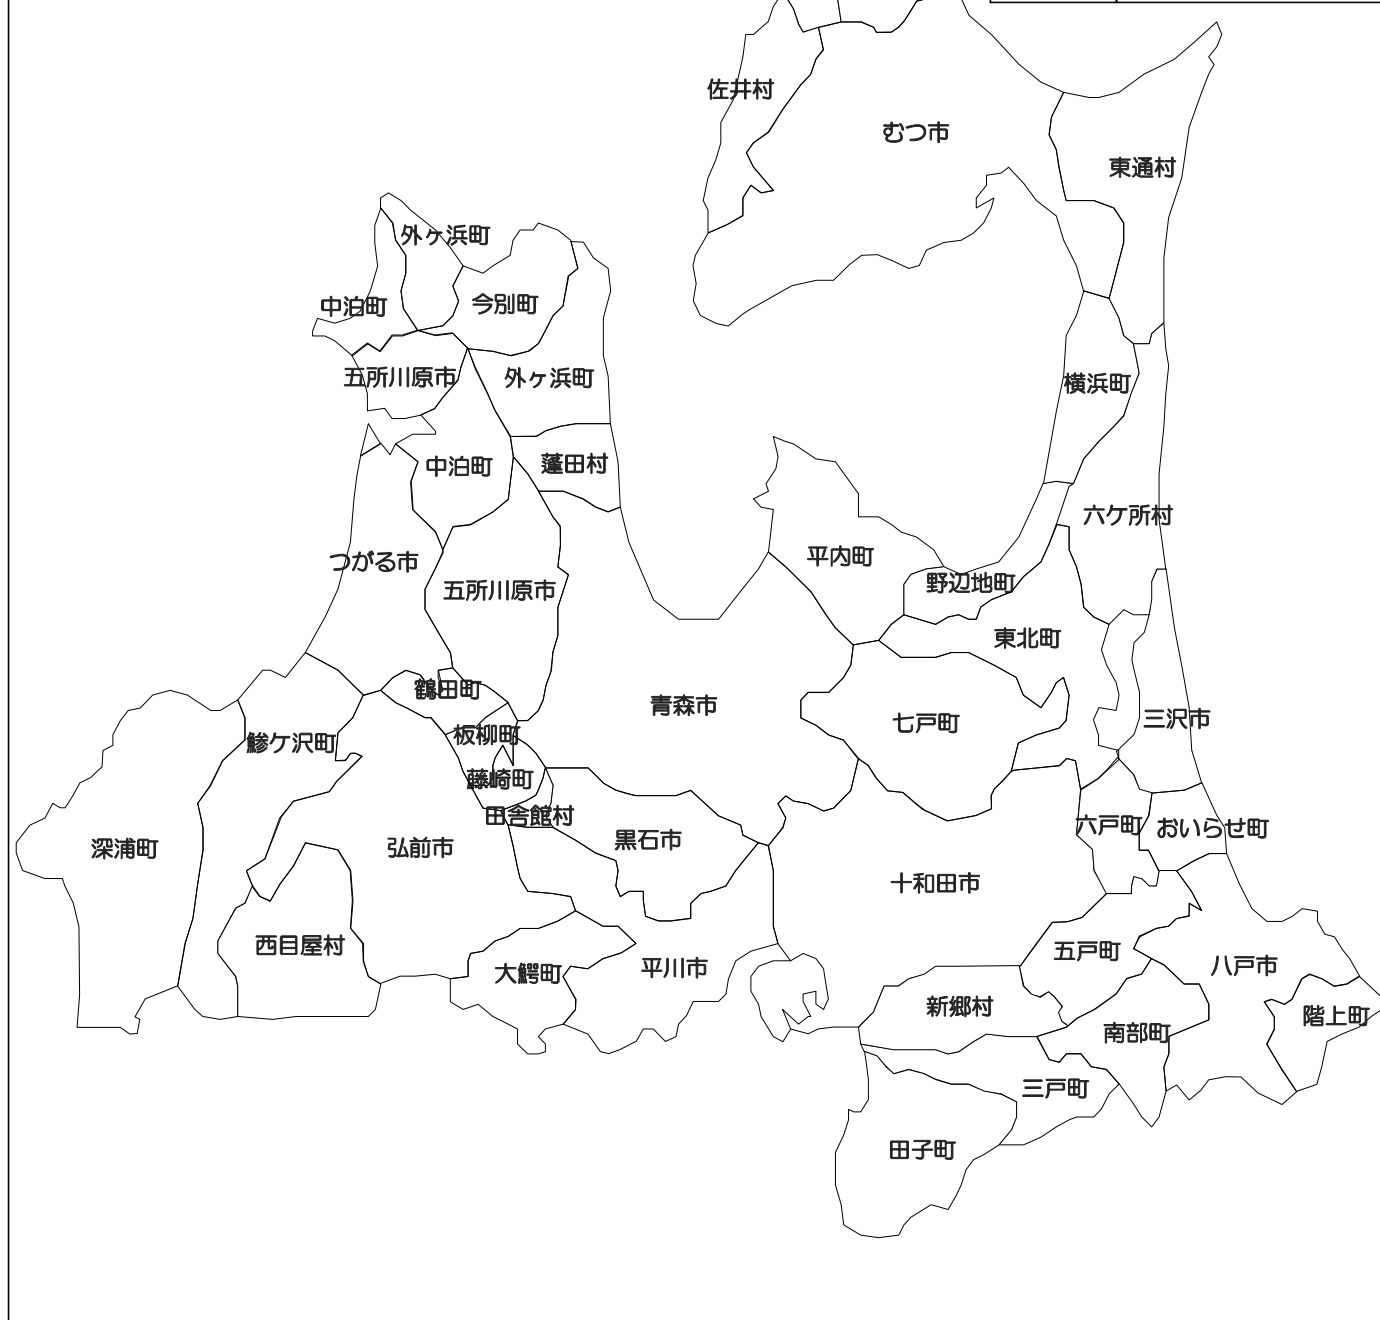 佐井村
むつ市
東通村
外ヶ浜町
中泊町
今別町
五所川原市
外ヶ浜町
横浜町
中泊町
蓬田村
六ケ所村
つがる市
平内町
野辺地町
五所川原市
東北町
鶴田町
青森市
三沢市
七戸町
板柳町
鰺ケ沢町
藤崎町
田舎館村
六戸町
おいらせ町
黒石市
深浦町
弘前市
十和田市
西目屋村
五戸町
八戸市
大鰐町
平川市
新郷村
階上町
南部町
三戸町
田子町